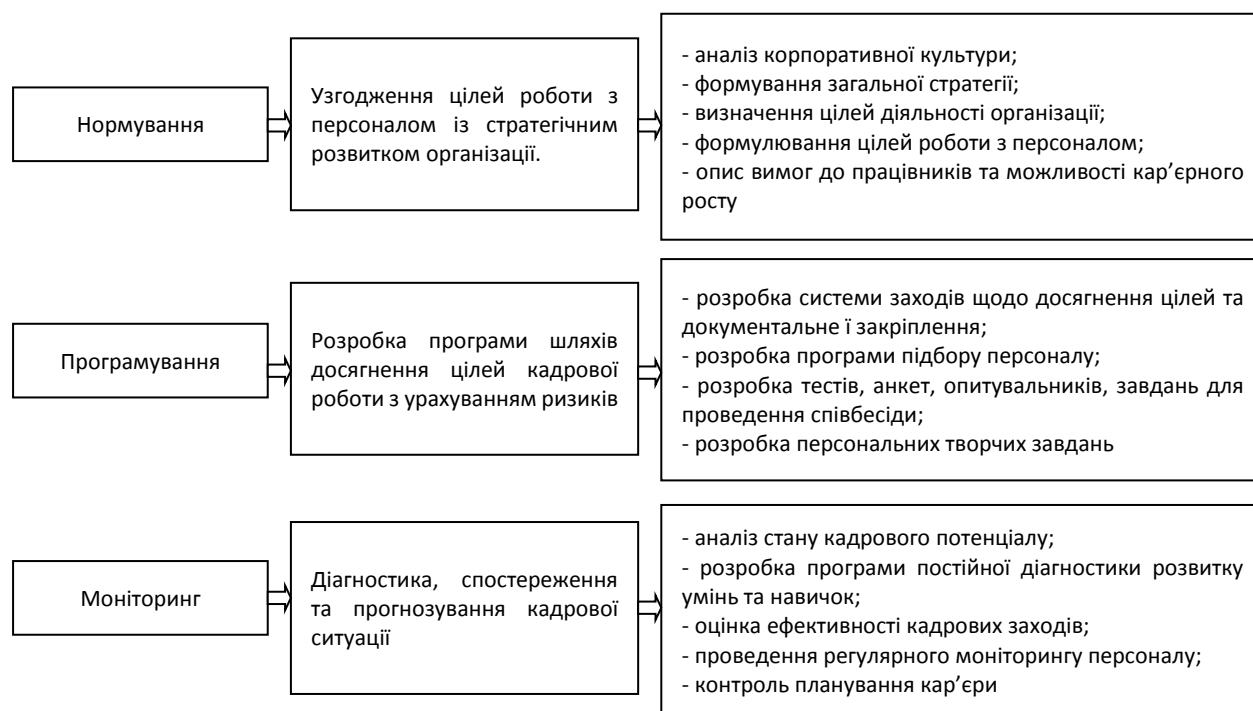 Нормування
Узгодження цілей роботи з
персоналом із стратегічним
розвитком організації.
- аналіз корпоративної культури;
- формування загальної стратегії;
- визначення цілей діяльності організації;
- формулювання цілей роботи з персоналом;
- опис вимог до працівників та можливості кар’єрного
росту
Програмування
Розробка програми шляхів
досягнення цілей кадрової
роботи з урахуванням ризиків
- розробка системи заходів щодо досягнення цілей та
документальне ї закріплення;
- розробка програми підбору персоналу;
- розробка тестів, анкет, опитувальників, завдань для
проведення співбесіди;
- розробка персональних творчих завдань
Моніторинг
Діагностика, спостереження
та прогнозування кадрової
ситуації
- аналіз стану кадрового потенціалу;
- розробка програми постійної діагностики розвитку
умінь та навичок;
- оцінка ефективності кадрових заходів;
- проведення регулярного моніторингу персоналу;
- контроль планування кар’єри